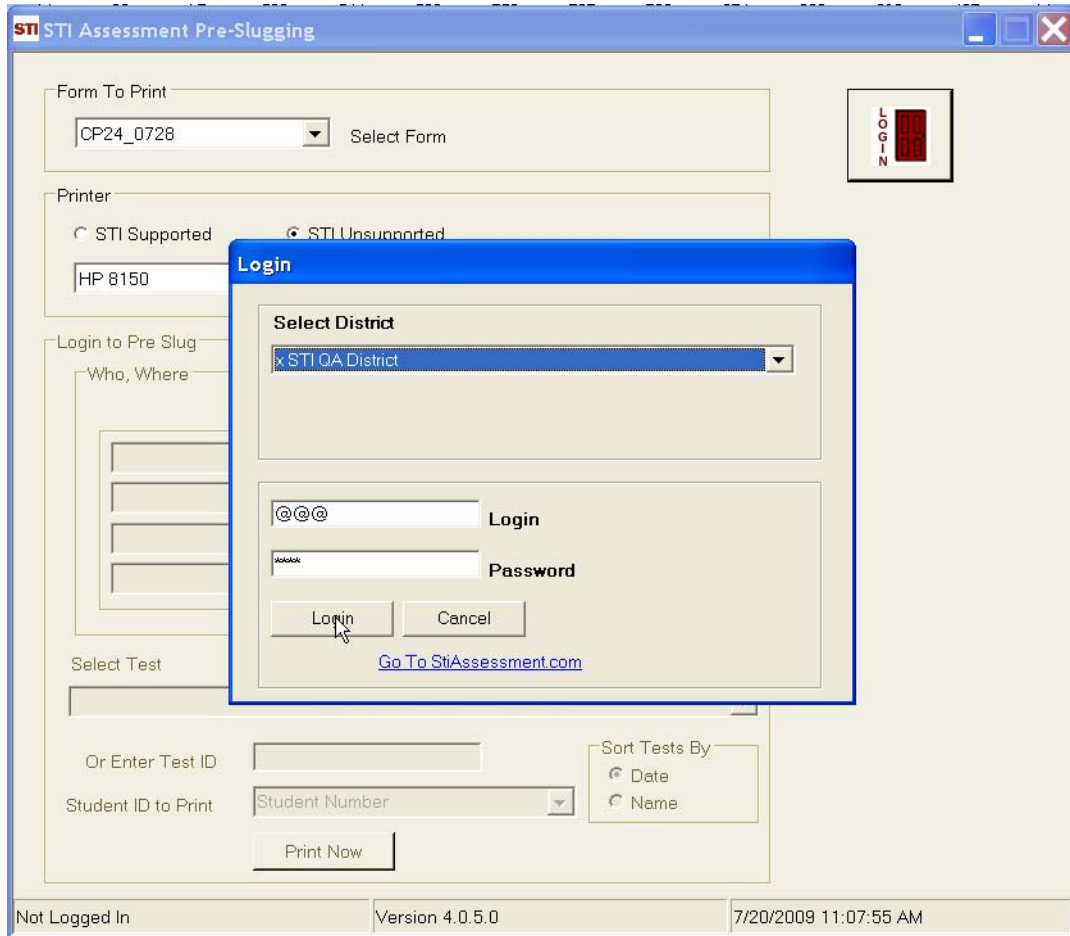 STI STI Assessment Pre-Slugging
Form To Print
CP24_0728
Select Form
LOGIN
Printer
STI Supported
STI Unsupported
HP 8150
Login
Select District
x STI QA District
Login to Pre Slug
Who, Where
@@@
Login
****
Password
Login
Cancel
Go To StiAssessment.com
Select Test
Or Enter Test ID
Sort Tests By
Date
Name
Student ID to Print
Student Number
Print Now
Not Logged In
Version 4.0.5.0
7/20/2009 11:07:55 AM